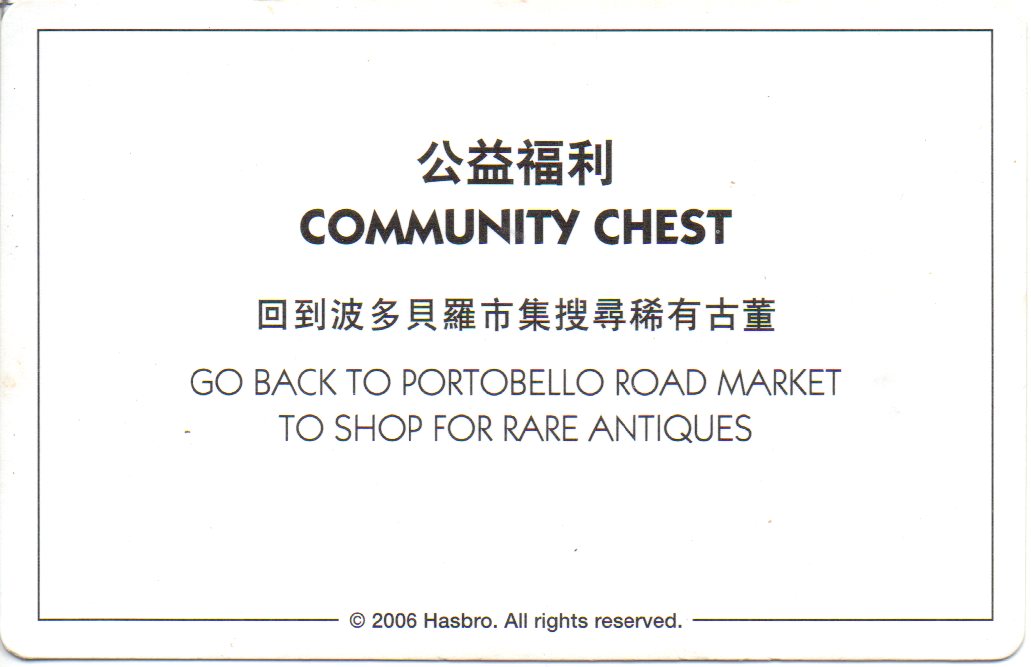 公益福利
COMMUNITY CHEST
回到波多貝羅市集搜尋稀有古董
GO BACK TO PORTOBELLO ROAD MARKET
TO SHOP FOR RARE ANTIQUES
© 2006 Hasbro. All rights reserved.